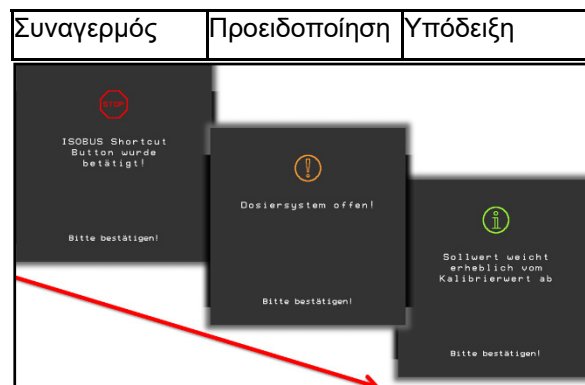 Συναγερμός
Προειδοποίηση
Υπόδειξη
STOP
ISOBUS Shortcut
Button wurde
betätigt!
Bitte bestätigen!
Dosiersystem offen!
Bitte bestätigen!
Sollwert weicht
erheblich vom
Kalibrierwert ab
Bitte bestätigen!